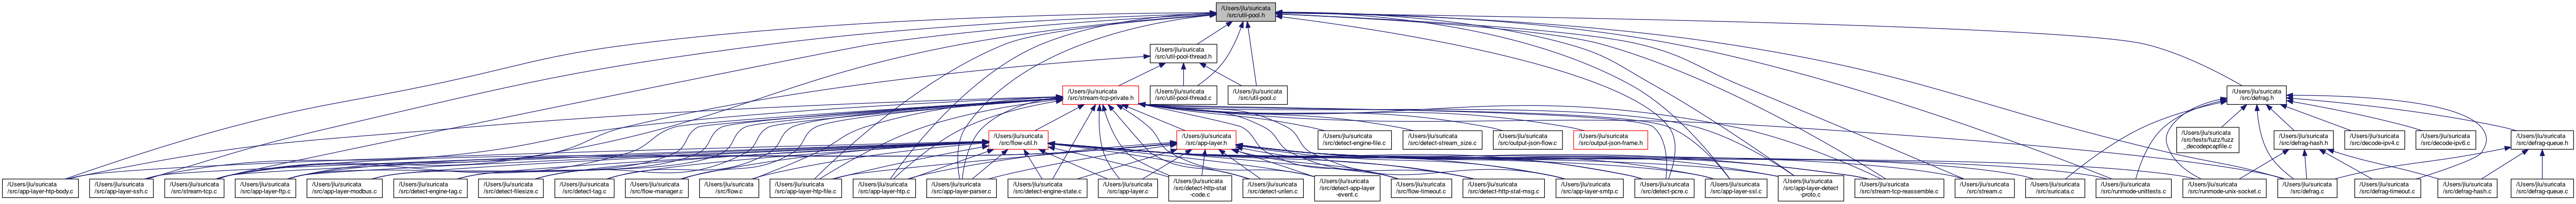 /Users/jlu/suricata
/src/util-pool.h
/Users/jlu/suricata
/src/util-pool-thread.h
/Users/jlu/suricata
/src/stream-tcp-private.h
/Users/jlu/suricata
/src/util-pool-thread.c
/Users/jlu/suricata
/src/util-pool.c
/Users/jlu/suricata
/src/defrag.h
/Users/jlu/suricata
/src/flow-util.h
/Users/jlu/suricata
/src/app-layer.h
/Users/jlu/suricata
/src/detect-engine-file.c
/Users/jlu/suricata
/src/detect-stream_size.c
/Users/jlu/suricata
/src/output-json-flow.c
/Users/jlu/suricata
/src/output-json-frame.h
/Users/jlu/suricata
/src/tests/fuzz/fuzz
_decodepcapfile.c
/Users/jlu/suricata
/src/defrag-hash.h
/Users/jlu/suricata
/src/decode-ipv4.c
/Users/jlu/suricata
/src/decode-ipv6.c
/Users/jlu/suricata
/src/defrag-queue.h
/Users/jlu/suricata
/src/app-layer-htp-body.c
/Users/jlu/suricata
/src/app-layer-ssh.c
/Users/jlu/suricata
/src/stream-tcp.c
/Users/jlu/suricata
/src/app-layer-ftp.c
/Users/jlu/suricata
/src/app-layer-modbus.c
/Users/jlu/suricata
/src/detect-engine-tag.c
/Users/jlu/suricata
/src/detect-filesize.c
/Users/jlu/suricata
/src/detect-tag.c
/Users/jlu/suricata
/src/flow-manager.c
/Users/jlu/suricata
/src/flow.c
/Users/jlu/suricata
/src/app-layer-htp-file.c
/Users/jlu/suricata
/src/app-layer-htp.c
/Users/jlu/suricata
/src/app-layer-parser.c
/Users/jlu/suricata
/src/detect-engine-state.c
/Users/jlu/suricata
/src/app-layer.c
/Users/jlu/suricata
/src/detect-http-stat
-code.c
/Users/jlu/suricata
/src/detect-urilen.c
/Users/jlu/suricata
/src/detect-app-layer
-event.c
/Users/jlu/suricata
/src/flow-timeout.c
/Users/jlu/suricata
/src/detect-http-stat-msg.c
/Users/jlu/suricata
/src/app-layer-smtp.c
/Users/jlu/suricata
/src/detect-pcre.c
/Users/jlu/suricata
/src/app-layer-ssl.c
/Users/jlu/suricata
/src/app-layer-detect
-proto.c
/Users/jlu/suricata
/src/stream-tcp-reassemble.c
/Users/jlu/suricata
/src/stream.c
/Users/jlu/suricata
/src/suricata.c
/Users/jlu/suricata
/src/runmode-unittests.c
/Users/jlu/suricata
/src/runmode-unix-socket.c
/Users/jlu/suricata
/src/defrag.c
/Users/jlu/suricata
/src/defrag-timeout.c
/Users/jlu/suricata
/src/defrag-hash.c
/Users/jlu/suricata
/src/defrag-queue.c